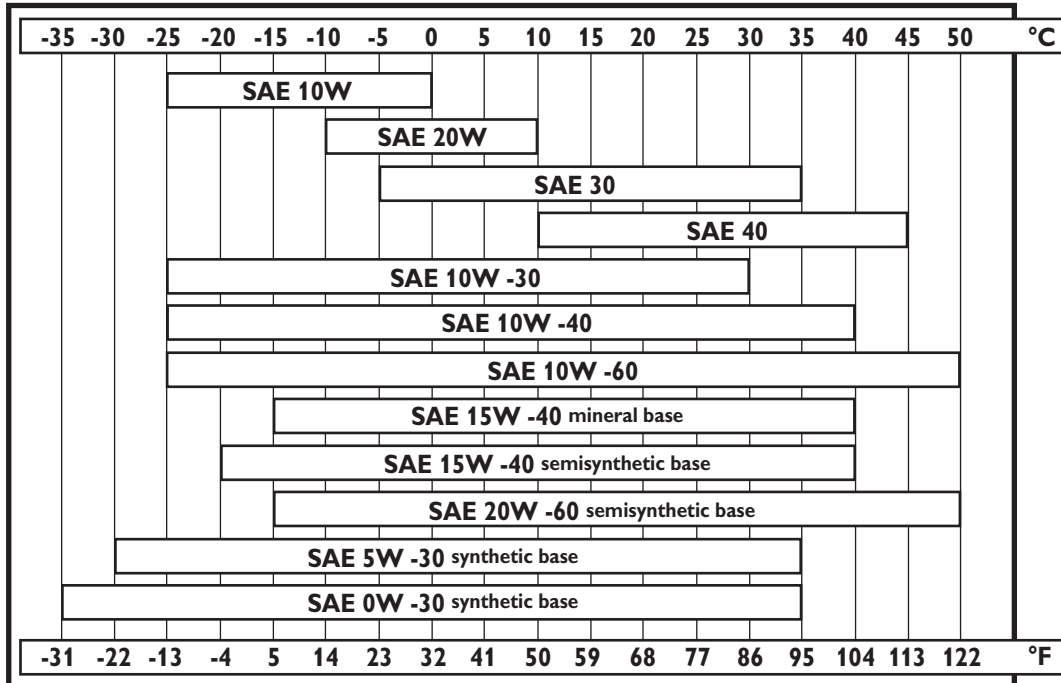 -35 -30 -25 -20 -15 -10 -5 0 5 10 15 20 25 30 35 40 45 50 °C
SAE 10W
SAE 20W
SAE 30
SAE 40
SAE 10W -30
SAE 10W -40
SAE 10W -60
SAE 15W -40 mineral base
SAE 15W -40 semisynthetic base
SAE 20W -60 semisynthetic base
SAE 5W -30 synthetic base
SAE 0W -30 synthetic base
-31 -22 -13 -4 5 14 23 32 41 50 59 68 77 86 95 104 113 122 °F